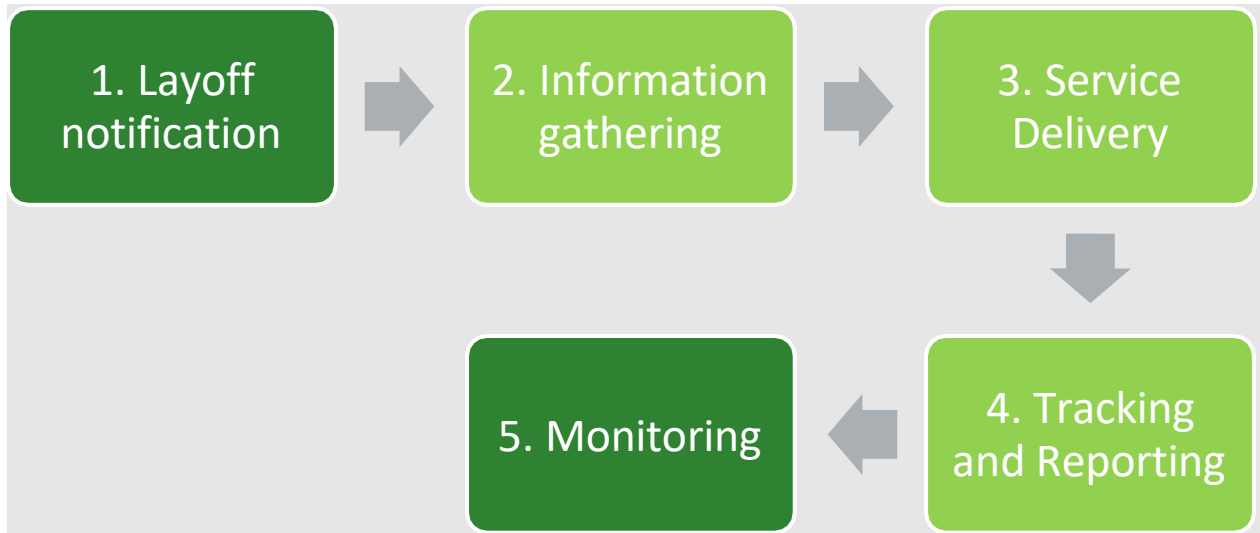 1. Layoff
notification
2. Information
gathering
3. Service
Delivery
4. Tracking
and Reporting
5. Monitoring